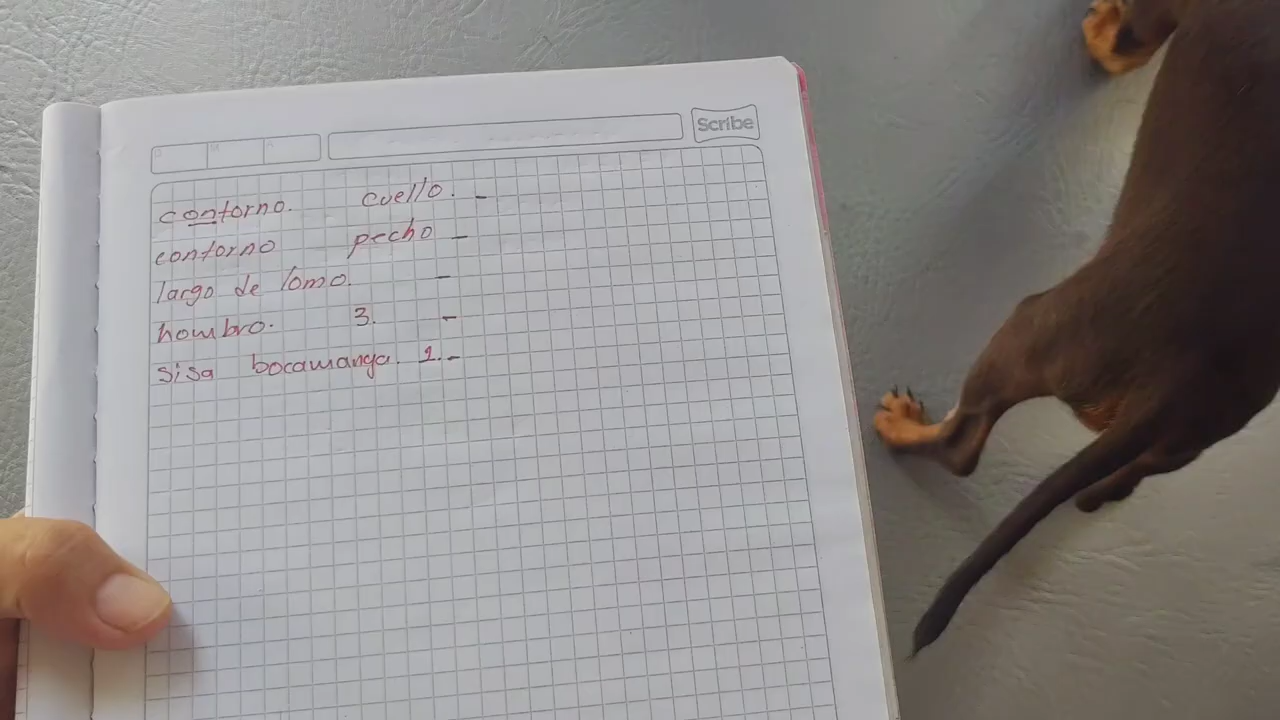 Scribe
contorno. cuello. -
contorno pecho -
largo de lomo. -
hombro. 3. -
sisa bocamanga. 1. -